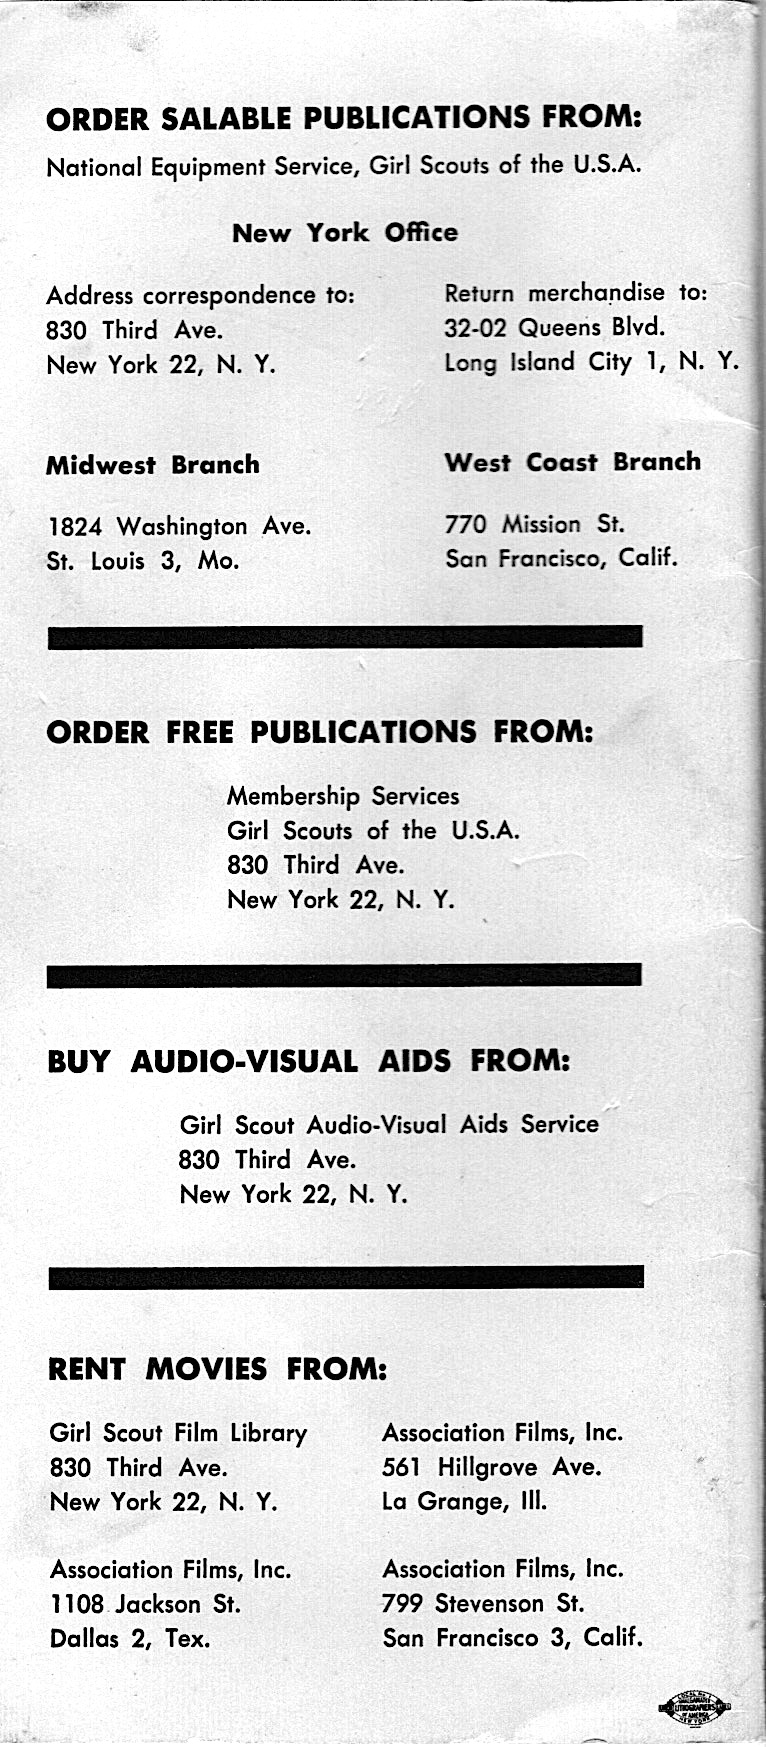 ORDER SALABLE PUBLICATIONS FROM:
National Equipment Service, Girl Scouts of the U.S.A.
New York Office
Address correspondence to:
830 Third Ave.
New York 22, N. Y.
Return merchandise to:
32-02 Queens Blvd.
Long Island City 1, N. Y.
Midwest Branch
1824 Washington Ave.
St. Louis 3, Mo.
West Coast Branch
770 Mission St.
San Francisco, Calif.
ORDER FREE PUBLICATIONS FROM:
Membership Services
Girl Scouts of the U.S.A.
830 Third Ave.
New York 22, N. Y.
BUY AUDIO-VISUAL AIDS FROM:
Girl Scout Audio-Visual Aids Service
830 Third Ave.
New York 22, N. Y.
RENT MOVIES FROM:
Girl Scout Film Library
830 Third Ave.
New York 22, N. Y.
Association Films, Inc.
561 Hillgrove Ave.
La Grange, Ill.
Association Films, Inc.
1108 Jackson St.
Dallas 2, Tex.
Association Films, Inc.
799 Stevenson St.
San Francisco 3, Calif.
AMALGAMATED
LITHOGRAPHERS
OF AMERICA
NEW YORK